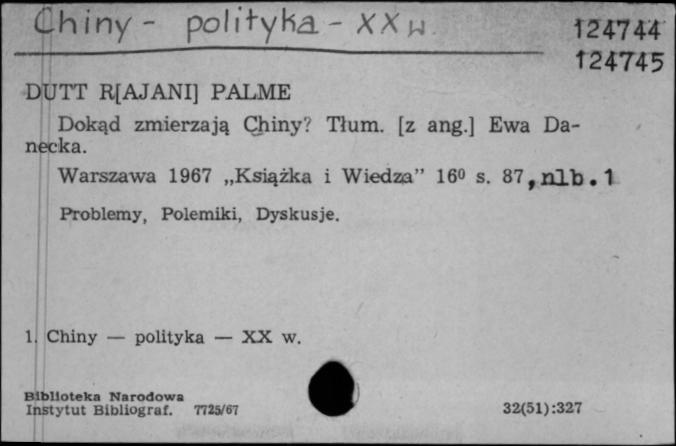 Chiny - polityka - XX w.
124744
124745
DUTT R[AJANI] PALME
Dokąd zmierzają Chiny? Tłum. [z ang.] Ewa Da-
necka.
Warszawa 1967 „Książka i Wiedza” 16⁰ s. 87, nlb. 1
Problemy, Polemiki, Dyskusje.
1. Chiny — polityka — XX w.
Biblioteka Narodowa
Instytut Bibliograf. 7725/67
32(51):327